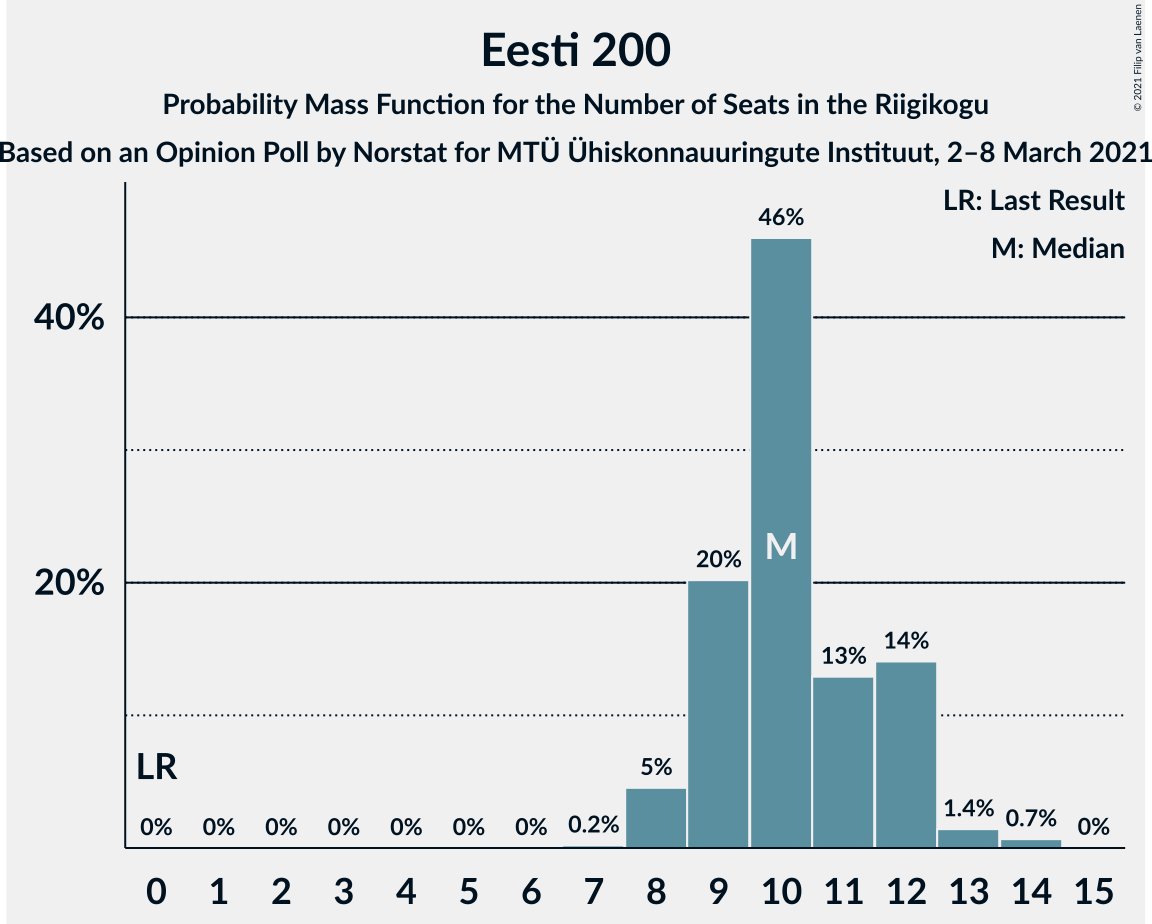 Eesti 200
Probability Mass Function for the Number of Seats in the Riigikogu
Based on an Opinion Poll by Norstat for MTÜ Ühiskonnauuringute Instituut, 2–8 March 2021
© 2021 Filip van Laenen
LR: Last Result
M: Median
46%
40%
M
20%
20%
14%
13%
LR
5%
0% 0% 0% 0% 0% 0% 0% 0.2% 1.4% 0.7% 0%
0 1 2 3 4 5 6 7 8 9 10 11 12 13 14 15